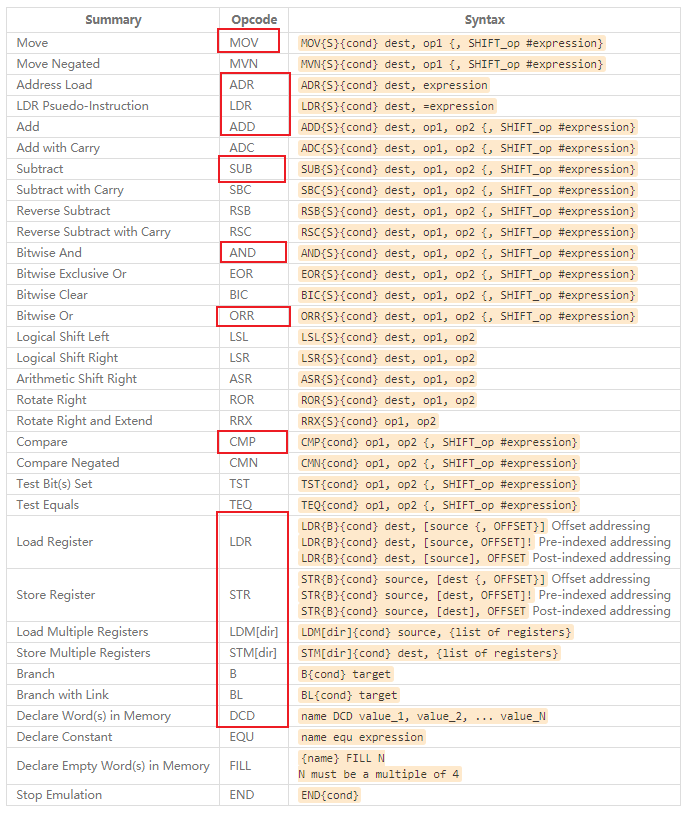 Summary Opcode Syntax
Move MOV MOV{S}{cond} dest, op1 {, SHIFT_op #expression}
Move Negated MVN MVN{S}{cond} dest, op1 {, SHIFT_op #expression}
Address Load ADR ADR{S}{cond} dest, expression
LDR Psuedo-Instruction LDR LDR{S}{cond} dest, =expression
Add ADD ADD{S}{cond} dest, op1, op2 {, SHIFT_op #expression}
Add with Carry ADC ADC{S}{cond} dest, op1, op2 {, SHIFT_op #expression}
Subtract SUB SUB{S}{cond} dest, op1, op2 {, SHIFT_op #expression}
Subtract with Carry SBC SBC{S}{cond} dest, op1, op2 {, SHIFT_op #expression}
Reverse Subtract RSB RSB{S}{cond} dest, op1, op2 {, SHIFT_op #expression}
Reverse Subtract with Carry RSC RSC{S}{cond} dest, op1, op2 {, SHIFT_op #expression}
Bitwise And AND AND{S}{cond} dest, op1, op2 {, SHIFT_op #expression}
Bitwise Exclusive Or EOR EOR{S}{cond} dest, op1, op2 {, SHIFT_op #expression}
Bitwise Clear BIC BIC{S}{cond} dest, op1, op2 {, SHIFT_op #expression}
Bitwise Or ORR ORR{S}{cond} dest, op1, op2 {, SHIFT_op #expression}
Logical Shift Left LSL LSL{S}{cond} dest, op1, op2
Logical Shift Right LSR LSR{S}{cond} dest, op1, op2
Arithmetic Shift Right ASR ASR{S}{cond} dest, op1, op2
Rotate Right ROR ROR{S}{cond} dest, op1, op2
Rotate Right and Extend RRX RRX{S}{cond} op1, op2
Compare CMP CMP{cond} op1, op2 {, SHIFT_op #expression}
Compare Negated CMN CMN{cond} op1, op2 {, SHIFT_op #expression}
Test Bit(s) Set TST TST{cond} op1, op2 {, SHIFT_op #expression}
Test Equals TEQ TEQ{cond} op1, op2 {, SHIFT_op #expression}
LDR{B}{cond} dest, [source {, OFFSET}] Offset addressing
Load Register LDR LDR{B}{cond} dest, [source, OFFSET]! Pre-indexed addressing
LDR{B}{cond} dest, [source], OFFSET Post-indexed addressing
STR{B}{cond} source, [dest {, OFFSET}] Offset addressing
Store Register STR STR{B}{cond} source, [dest, OFFSET]! Pre-indexed addressing
STR{B}{cond} source, [dest], OFFSET Post-indexed addressing
Load Multiple Registers LDM[dir] LDM[dir]{cond} source, {list of registers}
Store Multiple Registers STM[dir] STM[dir]{cond} dest, {list of registers}
Branch B B{cond} target
Branch with Link BL BL{cond} target
Declare Word(s) in Memory DCD name DCD value_1, value_2, ... value_N
Declare Constant EQU name equ expression
{name} FILL N
Declare Empty Word(s) in Memory FILL
N must be a multiple of 4
Stop Emulation END END{cond}